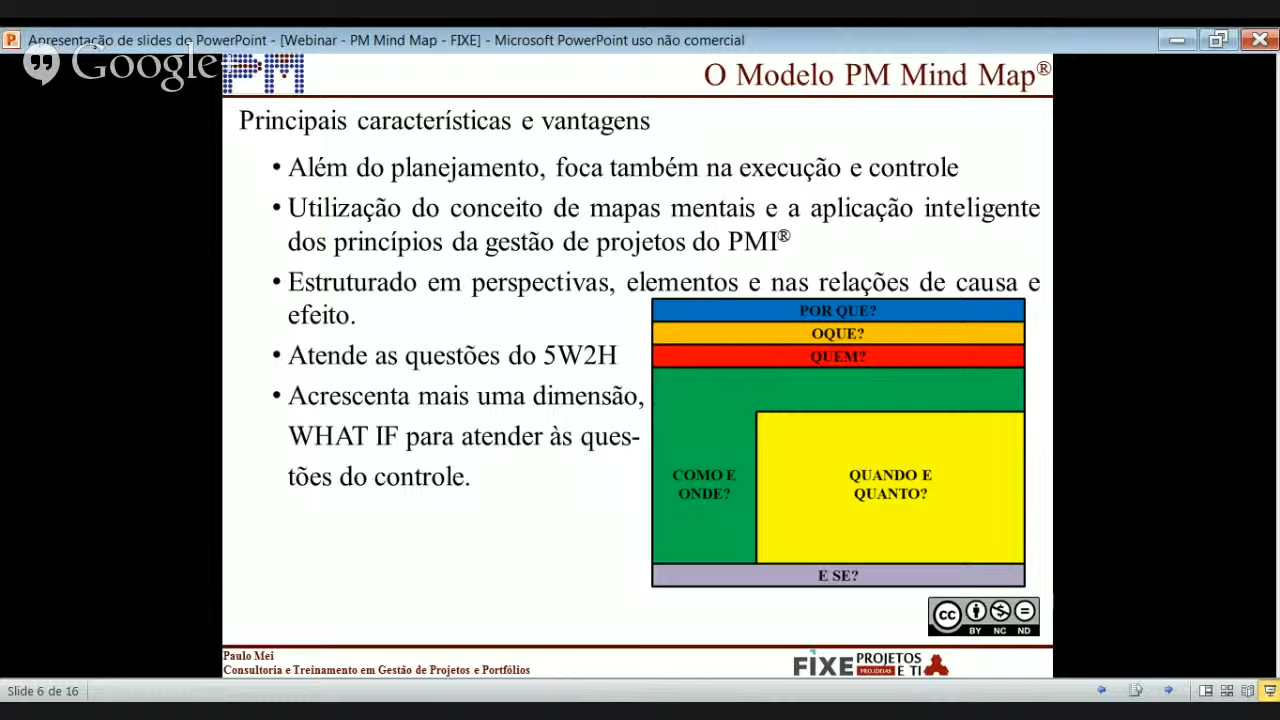 Apresentação de slides do PowerPoint - [Webinar - PM Mind Map - FIXE] - Microsoft PowerPoint uso não comercial
Google
PM
O Modelo PM Mind Map®
Principais características e vantagens
• Além do planejamento, foca também na execução e controle
• Utilização do conceito de mapas mentais e a aplicação inteligente
dos princípios da gestão de projetos do PMI®
• Estruturado em perspectivas, elementos e nas relações de causa e
efeito.
• Atende as questões do 5W2H
• Acrescenta mais uma dimensão,
WHAT IF para atender às ques-
tões do controle.
POR QUE?
OQUE?
QUEM?
COMO E
ONDE?
QUANDO E
QUANTO?
E SE?
cc
BY NC ND
Paulo Mei
Consultoria e Treinamento em Gestão de Projetos e Portfólios
FIXE PROJETOS
PRO.IDEIAS E TI
Slide 6 de 16